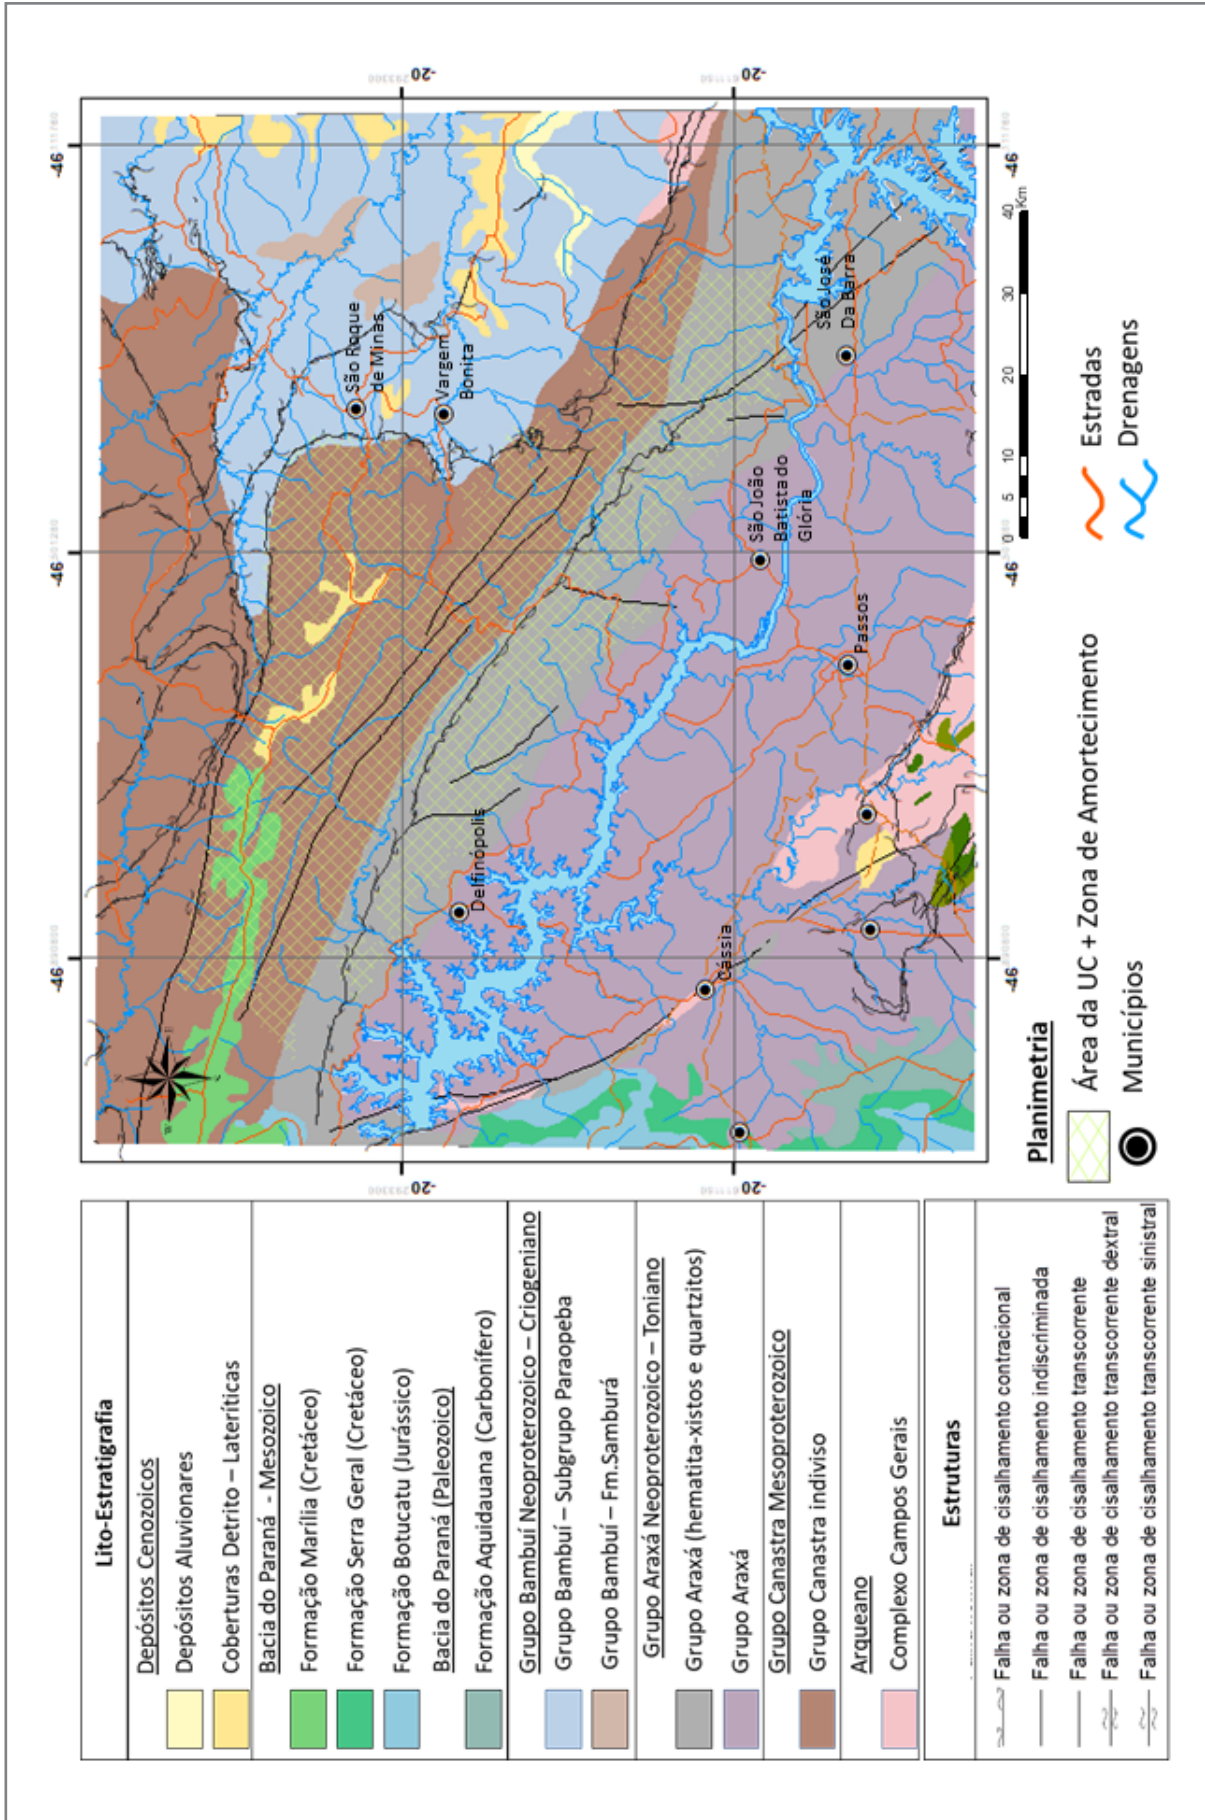 Lito-Estratigrafia
Depósitos Cenozoicos
Depósitos Aluvionares
Coberturas Detrito – Lateríticas
Bacia do Paraná - Mesozoico
Formação Marília (Cretáceo)
Formação Serra Geral (Cretáceo)
Formação Botucatu (Jurássico)
Bacia do Paraná (Paleozoico)
Formação Aquidauana (Carbonífero)
Grupo Bambuí Neoproterozoico – Criogeniano
Grupo Bambuí – Subgrupo Paraopeba
Grupo Bambuí – Fm.Samburá
Grupo Araxá Neoproterozoico – Toniano
Grupo Araxá (hematita-xistos e quartzitos)
Grupo Araxá
Grupo Canastra Mesoproterozoico
Grupo Canastra indiviso
Arqueano
Complexo Campos Gerais
Estruturas
Falha ou zona de cisalhamento contracional
Falha ou zona de cisalhamento indiscriminada
Falha ou zona de cisalhamento transcorrente
Falha ou zona de cisalhamento transcorrente dextral
Falha ou zona de cisalhamento transcorrente sinistral
-46
-46
-46
-20
-20
-20
-20
São Roque
de Minas
Vargem
Bonita
Delfinópolis
Cássia
São João
Batista do
Glória
São José
Da Barra
Passos
-46
-46
-46
0 5 10 20 30 40
Km
Planimetria
Área da UC + Zona de Amortecimento
Municípios
Estradas
Drenagens